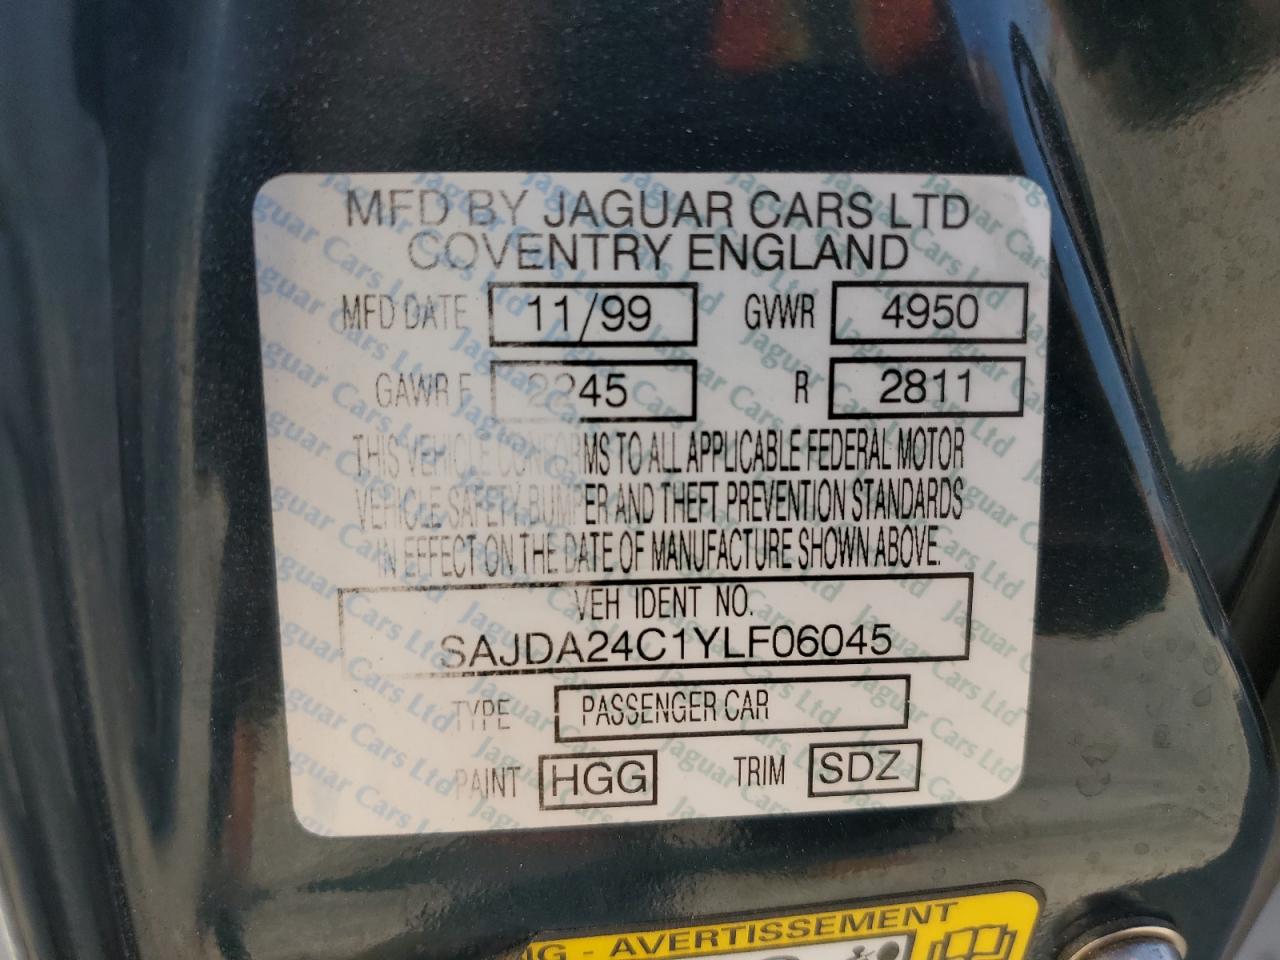 MFD BY JAGUAR CARS LTD
COVENTRY ENGLAND
MFD DATE 11/99 GVWR 4950
GAWR F 2245 R 2811
THIS VEHICLE CONFORMS TO ALL APPLICABLE FEDERAL MOTOR
VEHICLE SAFETY BUMPER AND THEFT PREVENTION STANDARDS
IN EFFECT ON THE DATE OF MANUFACTURE SHOWN ABOVE.
VEH IDENT NO.
SAJDA24C1YLF06045
TYPE PASSENGER CAR
PAINT HGG TRIM SDZ
- AVERTISSEMENT